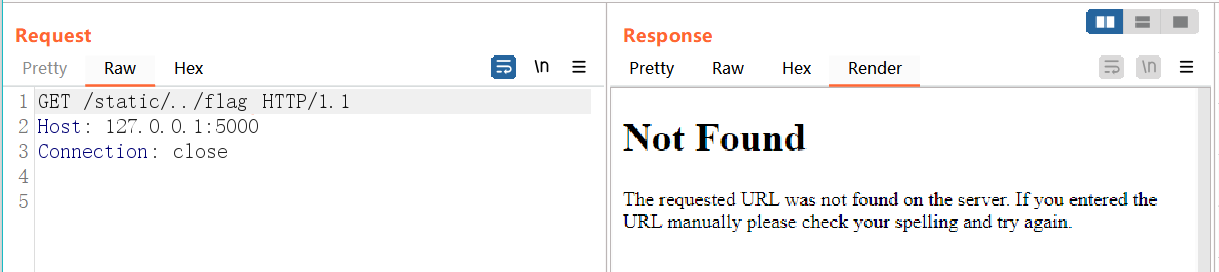 Request
Pretty Raw Hex
\n
1 GET /static/../flag HTTP/1.1
2 Host: 127.0.0.1:5000
3 Connection: close
4
5
Response
Pretty Raw Hex Render
\n
Not Found
The requested URL was not found on the server. If you entered the
URL manually please check your spelling and try again.